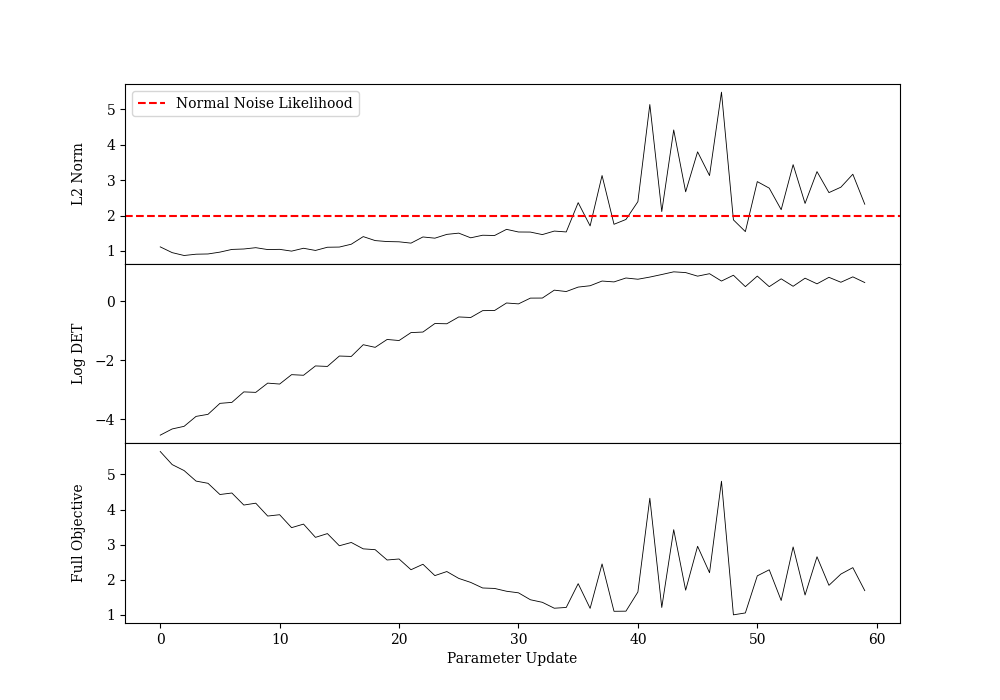 Normal Noise Likelihood
L2 Norm
5
4
3
2
1
Log DET
0
−2
−4
Full Objective
5
4
3
2
1
0 10 20 30 40 50 60
Parameter Update